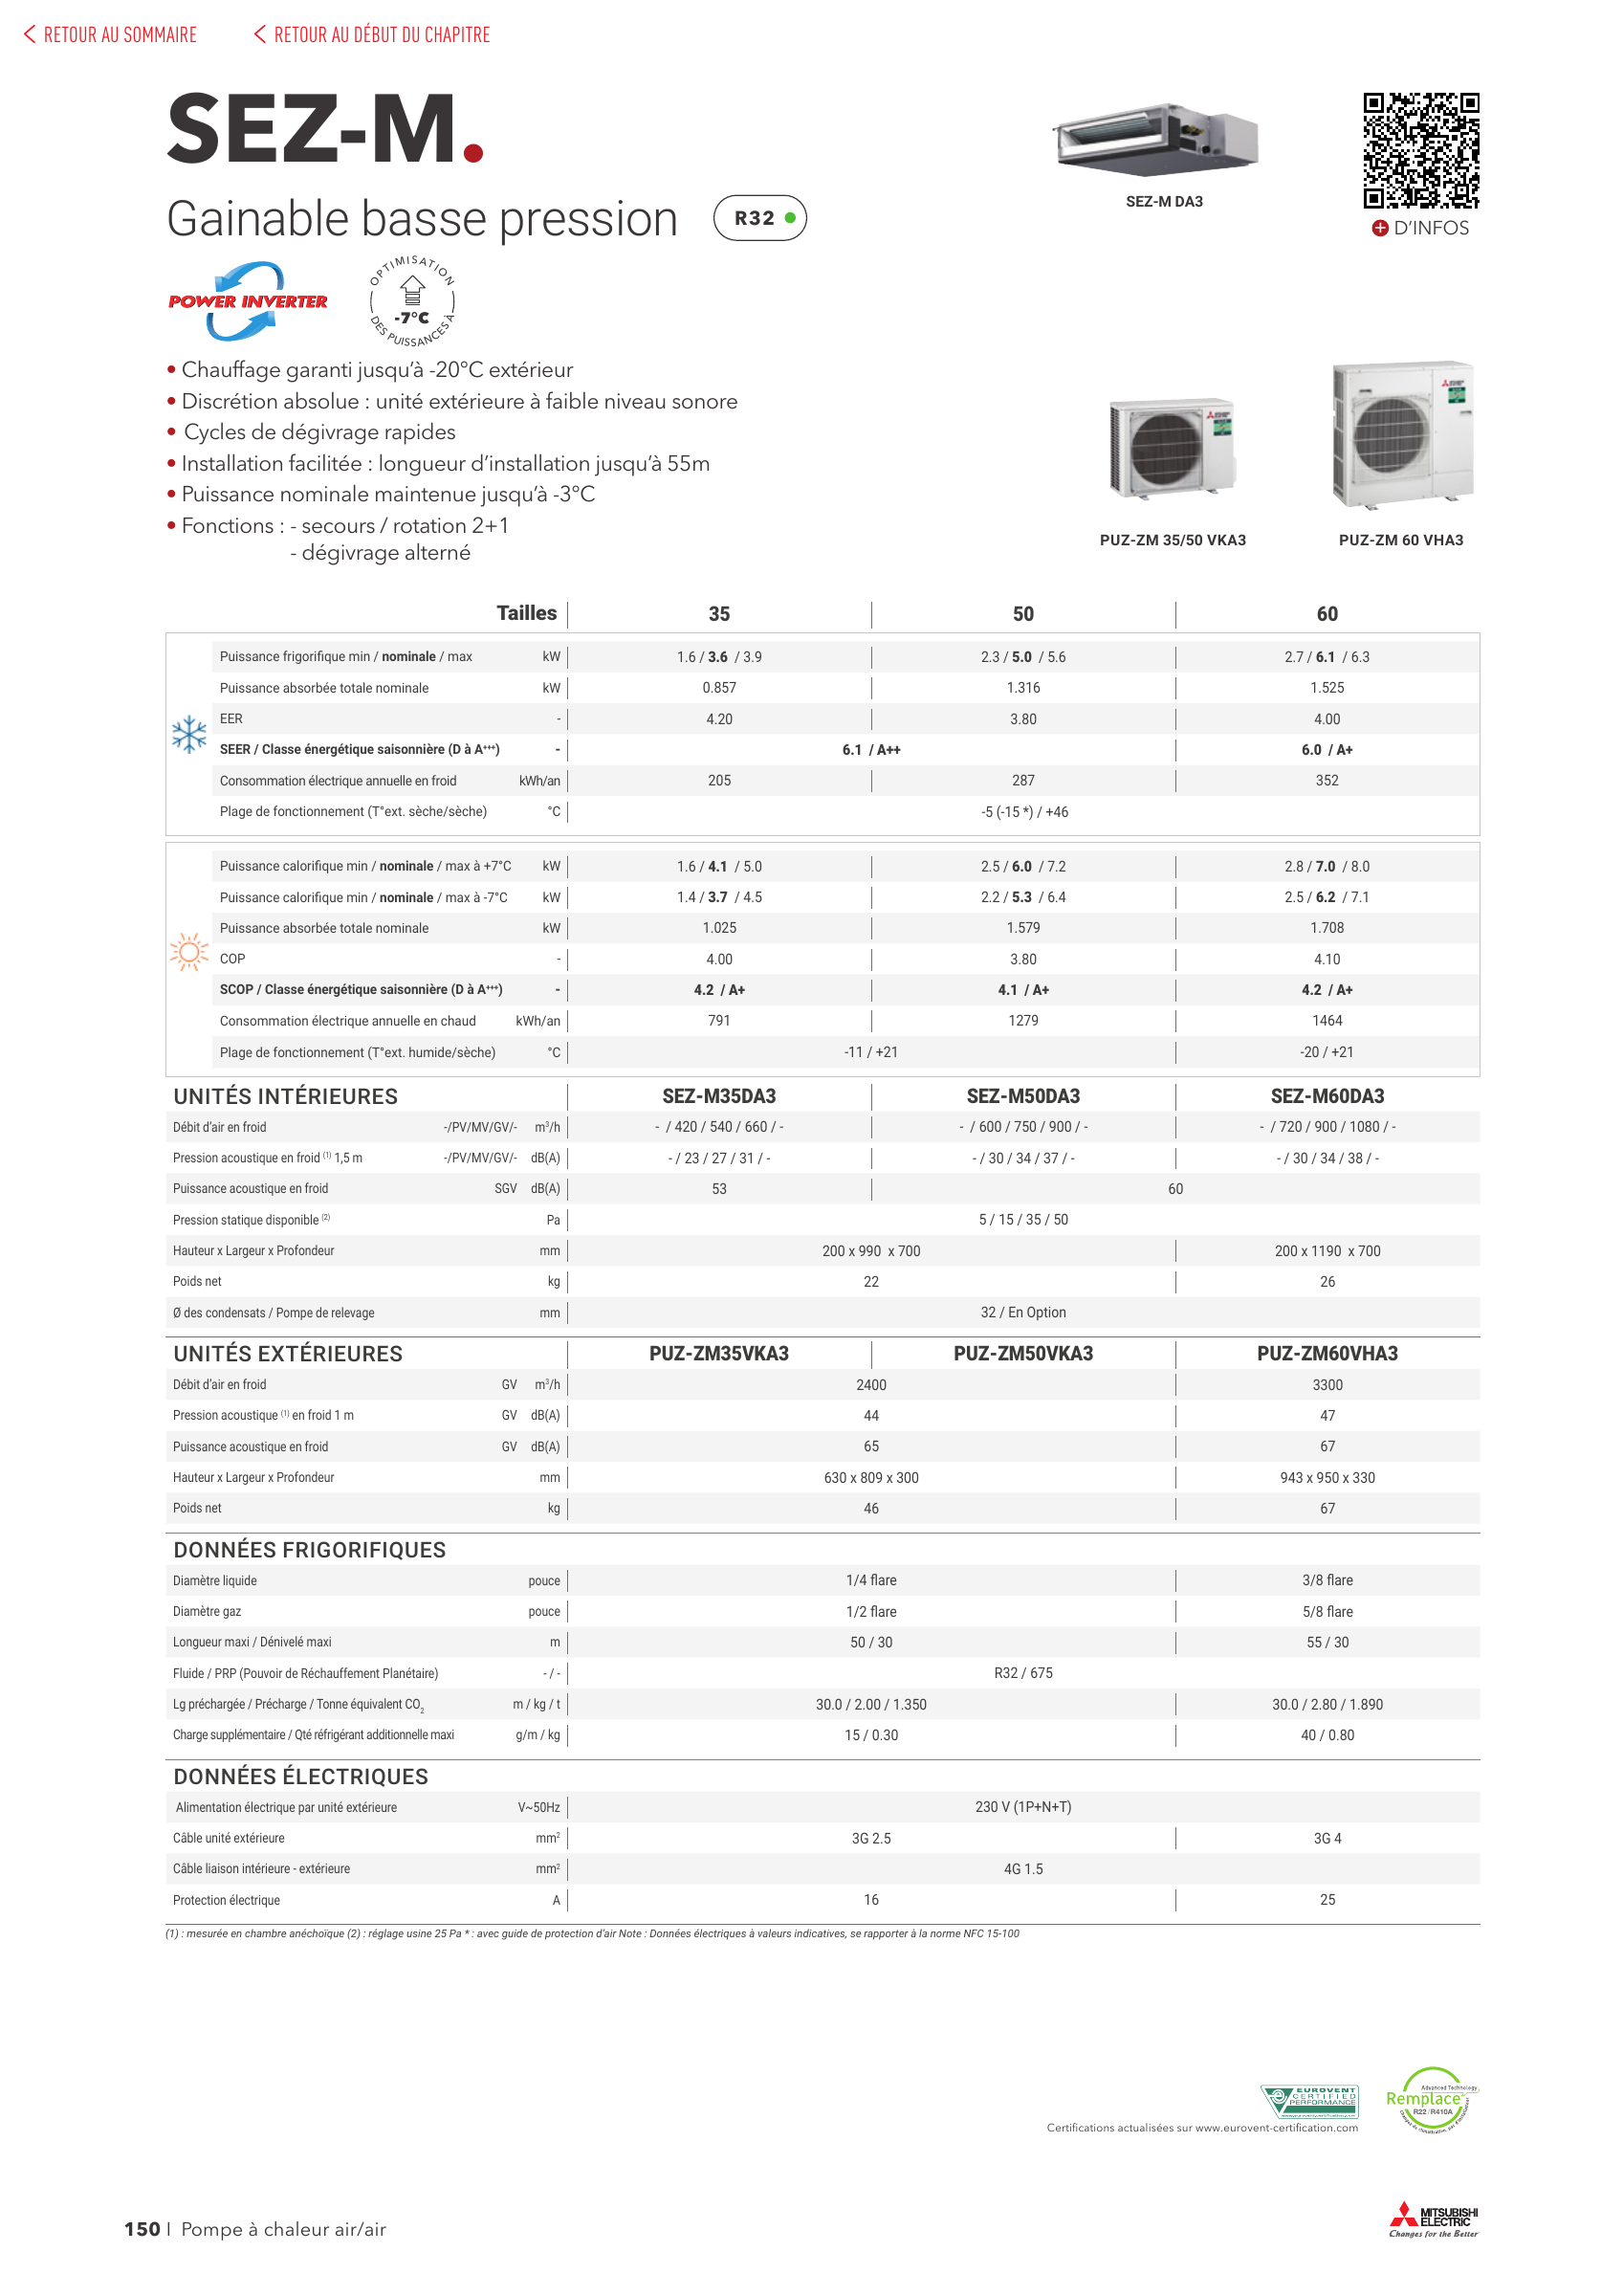 RETOUR AU SOMMAIRE
RETOUR AU DÉBUT DU CHAPITRE
SEZ-M.
SEZ-M DA3
+ D'INFOS
Gainable basse pression
R32
POWER INVERTER
OPTIMISATION DES PUISSANCES À
-7°C
• Chauffage garanti jusqu'à -20°C extérieur
• Discrétion absolue : unité extérieure à faible niveau sonore
• Cycles de dégivrage rapides
• Installation facilitée : longueur d'installation jusqu'à 55m
• Puissance nominale maintenue jusqu'à -3°C
• Fonctions : - secours / rotation 2+1
- dégivrage alterné
PUZ-ZM 35/50 VKA3
PUZ-ZM 60 VHA3
Tailles 35 50 60
Puissance frigorifique min / nominale / max kW 1.6 / 3.6 / 3.9 2.3 / 5.0 / 5.6 2.7 / 6.1 / 6.3
Puissance absorbée totale nominale kW 0.857 1.316 1.525
EER - 4.20 3.80 4.00
SEER / Classe énergétique saisonnière (D à A+++) - 6.1 / A++ 6.0 / A+
Consommation électrique annuelle en froid kWh/an 205 287 352
Plage de fonctionnement (T°ext. sèche/sèche) °C -5 (-15 *) / +46
Puissance calorifique min / nominale / max à +7°C kW 1.6 / 4.1 / 5.0 2.5 / 6.0 / 7.2 2.8 / 7.0 / 8.0
Puissance calorifique min / nominale / max à -7°C kW 1.4 / 3.7 / 4.5 2.2 / 5.3 / 6.4 2.5 / 6.2 / 7.1
Puissance absorbée totale nominale kW 1.025 1.579 1.708
COP - 4.00 3.80 4.10
SCOP / Classe énergétique saisonnière (D à A+++) - 4.2 / A+ 4.1 / A+ 4.2 / A+
Consommation électrique annuelle en chaud kWh/an 791 1279 1464
Plage de fonctionnement (T°ext. humide/sèche) °C -11 / +21 -20 / +21
UNITÉS INTÉRIEURES SEZ-M35DA3 SEZ-M50DA3 SEZ-M60DA3
Débit d'air en froid -/PV/MV/GV/- m³/h - / 420 / 540 / 660 / - - / 600 / 750 / 900 / - - / 720 / 900 / 1080 / -
Pression acoustique en froid (1) 1,5 m -/PV/MV/GV/- dB(A) - / 23 / 27 / 31 / - - / 30 / 34 / 37 / - - / 30 / 34 / 38 / -
Puissance acoustique en froid SGV dB(A) 53 60
Pression statique disponible (2) Pa 5 / 15 / 35 / 50
Hauteur x Largeur x Profondeur mm 200 x 990 x 700 200 x 1190 x 700
Poids net kg 22 26
Ø des condensats / Pompe de relevage mm 32 / En Option
UNITÉS EXTÉRIEURES PUZ-ZM35VKA3 PUZ-ZM50VKA3 PUZ-ZM60VHA3
Débit d'air en froid GV m³/h 2400 3300
Pression acoustique (1) en froid 1 m GV dB(A) 44 47
Puissance acoustique en froid GV dB(A) 65 67
Hauteur x Largeur x Profondeur mm 630 x 809 x 300 943 x 950 x 330
Poids net kg 46 67
DONNÉES FRIGORIFIQUES
Diamètre liquide pouce 1/4 flare 3/8 flare
Diamètre gaz pouce 1/2 flare 5/8 flare
Longueur maxi / Dénivelé maxi m 50 / 30 55 / 30
Fluide / PRP (Pouvoir de Réchauffement Planétaire) - / - R32 / 675
Lg préchargée / Précharge / Tonne équivalent CO2 m / kg / t 30.0 / 2.00 / 1.350 30.0 / 2.80 / 1.890
Charge supplémentaire / Qté réfrigérant additionnelle maxi g/m / kg 15 / 0.30 40 / 0.80
DONNÉES ÉLECTRIQUES
Alimentation électrique par unité extérieure V~50Hz 230 V (1P+N+T)
Câble unité extérieure mm² 3G 2.5 3G 4
Câble liaison intérieure - extérieure mm² 4G 1.5
Protection électrique A 16 25
(1) : mesurée en chambre anéchoïque (2) : réglage usine 25 Pa * : avec guide de protection d'air Note : Données électriques à valeurs indicatives, se rapporter à la norme NFC 15-100
EUROVENT
CERTIFIED
PERFORMANCE
Certifications actualisées sur www.eurovent-certification.com
Advanced Technology
Remplace
R22 / R410A
MITSUBISHI
ELECTRIC
Changes for the Better
150 | Pompe à chaleur air/air